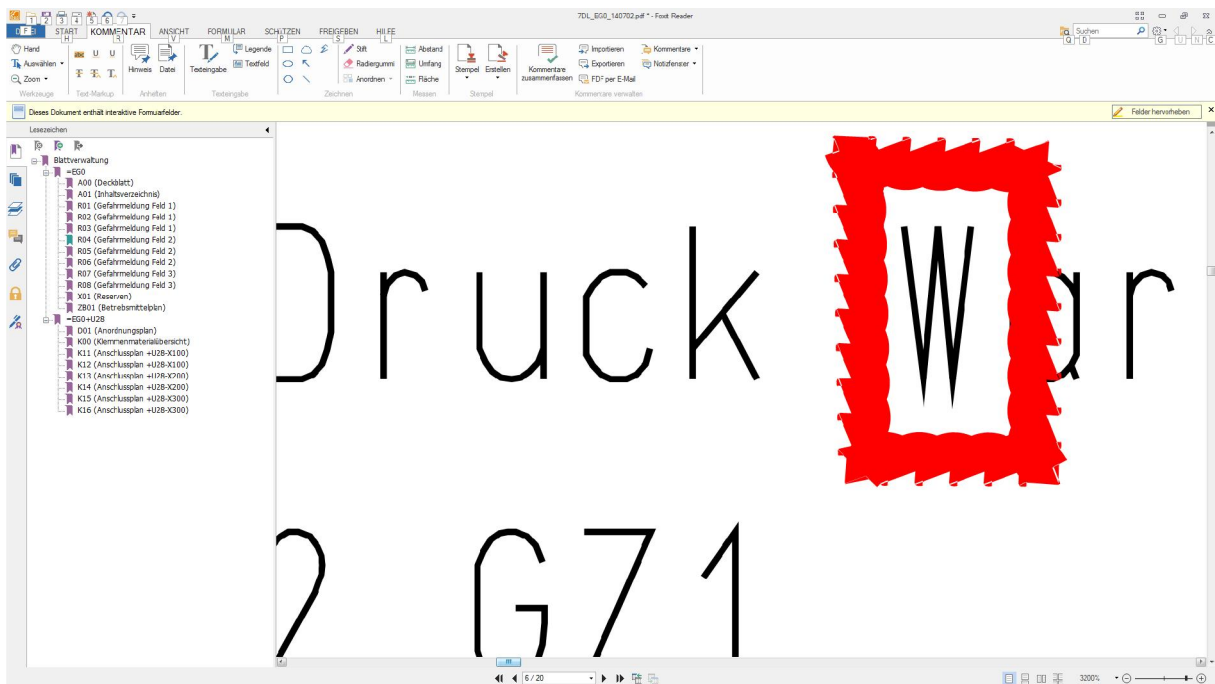 7DL_EG0_140702.pdf * - Foxit Reader
START KOMMENTAR ANSICHT FORMULAR SCHÜTZEN FREIGEBEN HILFE
Suchen
Hand
Auswählen
Zoom
Werkzeuge
Text-Markup
Hinweis Datei
Anheften
Texteingabe
Legende
Textfeld
Texteingabe
Stift
Radiergummi
Anordnen
Zeichnen
Abstand
Umfang
Fläche
Messen
Stempel Erstellen
Stempel
Kommentare zusammenfassen
Importieren
Exportieren
FDF per E-Mail
Kommentare
Notizfenster
Kommentare verwalten
Dieses Dokument enthält interaktive Formularfelder.
Felder hervorheben
Lesezeichen
Blattverwaltung
=EG0
A00 (Deckblatt)
A01 (Inhaltsverzeichnis)
R01 (Gefahrmeldung Feld 1)
R02 (Gefahrmeldung Feld 1)
R03 (Gefahrmeldung Feld 1)
R04 (Gefahrmeldung Feld 2)
R05 (Gefahrmeldung Feld 2)
R06 (Gefahrmeldung Feld 2)
R07 (Gefahrmeldung Feld 3)
R08 (Gefahrmeldung Feld 3)
X01 (Reserven)
ZB01 (Betriebsmittelplan)
=EG0+U28
D01 (Anordnungsplan)
K00 (Klemmenmaterialübersicht)
K11 (Anschlussplan +U28-X100)
K12 (Anschlussplan +U28-X100)
K13 (Anschlussplan +U28-X200)
K14 (Anschlussplan +U28-X200)
K15 (Anschlussplan +U28-X300)
K16 (Anschlussplan +U28-X300)
Druck War
2 GZ1
6 / 20
3200%